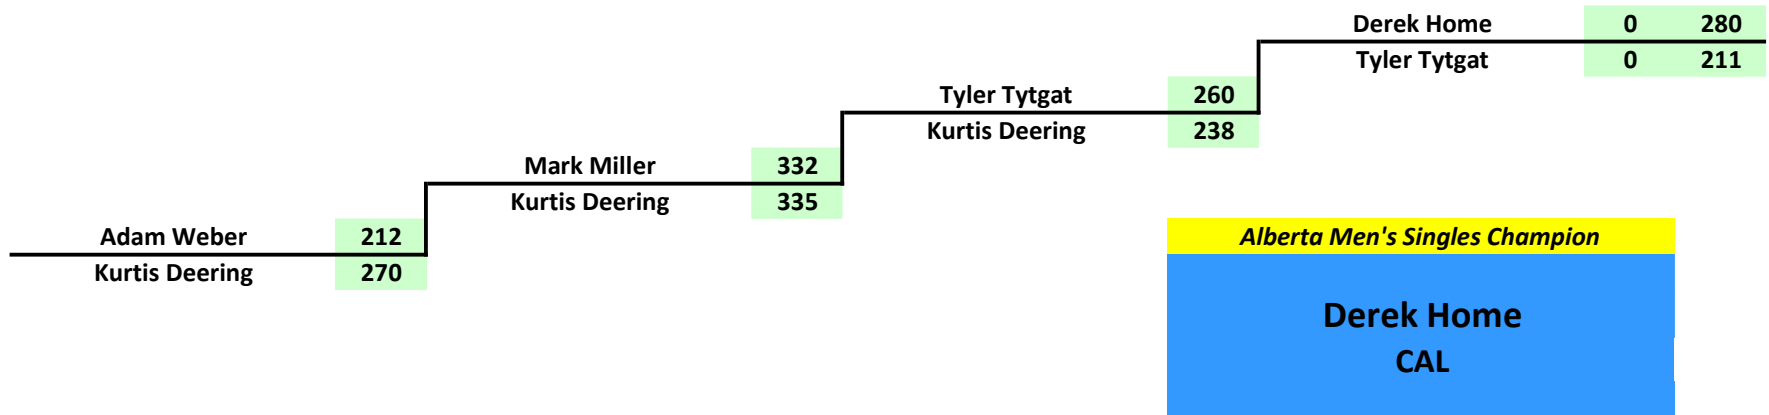 Derek Home 0 280
Tyler Tytgat 0 211
Tyler Tytgat 260
Kurtis Deering 238
Mark Miller 332
Kurtis Deering 335
Adam Weber 212
Kurtis Deering 270
Alberta Men's Singles Champion
Derek Home
CAL